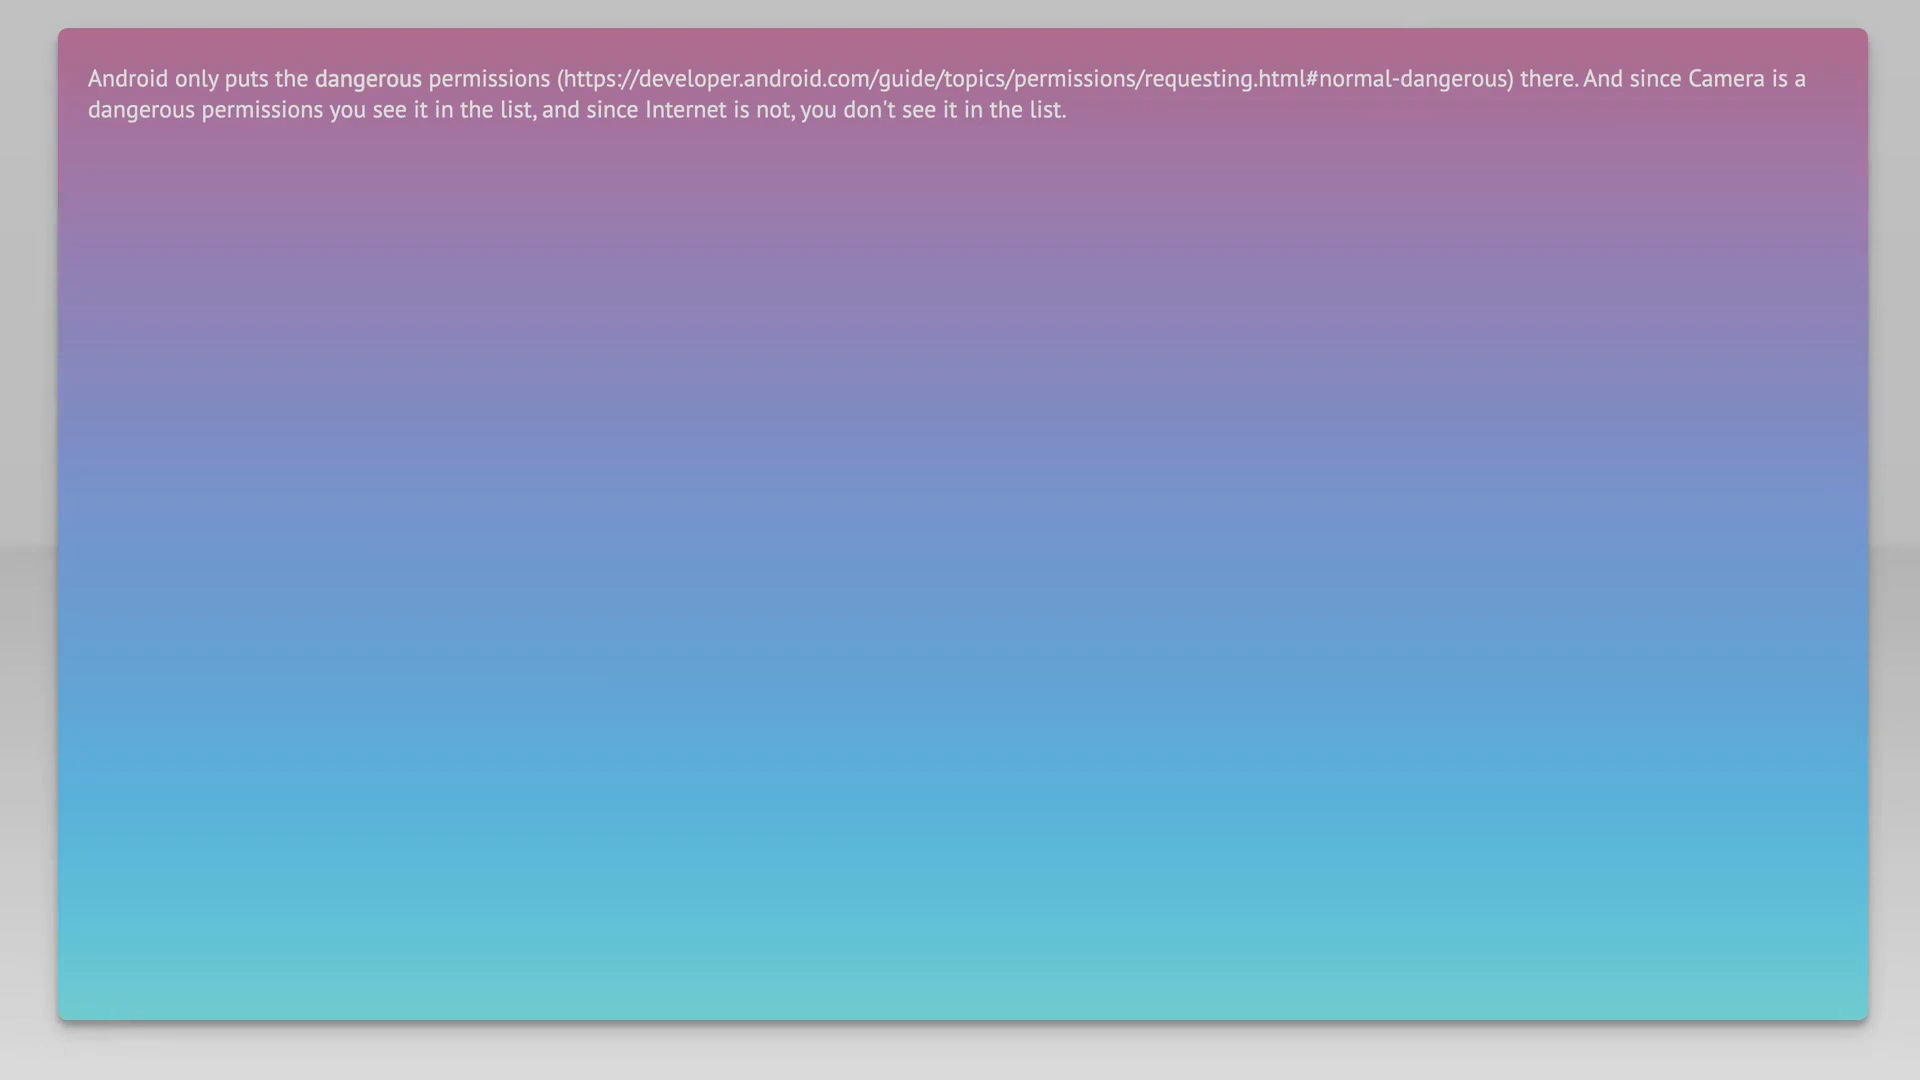 Android only puts the dangerous permissions (https://developer.android.com/guide/topics/permissions/requesting.html#normal-dangerous) there. And since Camera is a
dangerous permissions you see it in the list, and since Internet is not, you don't see it in the list.